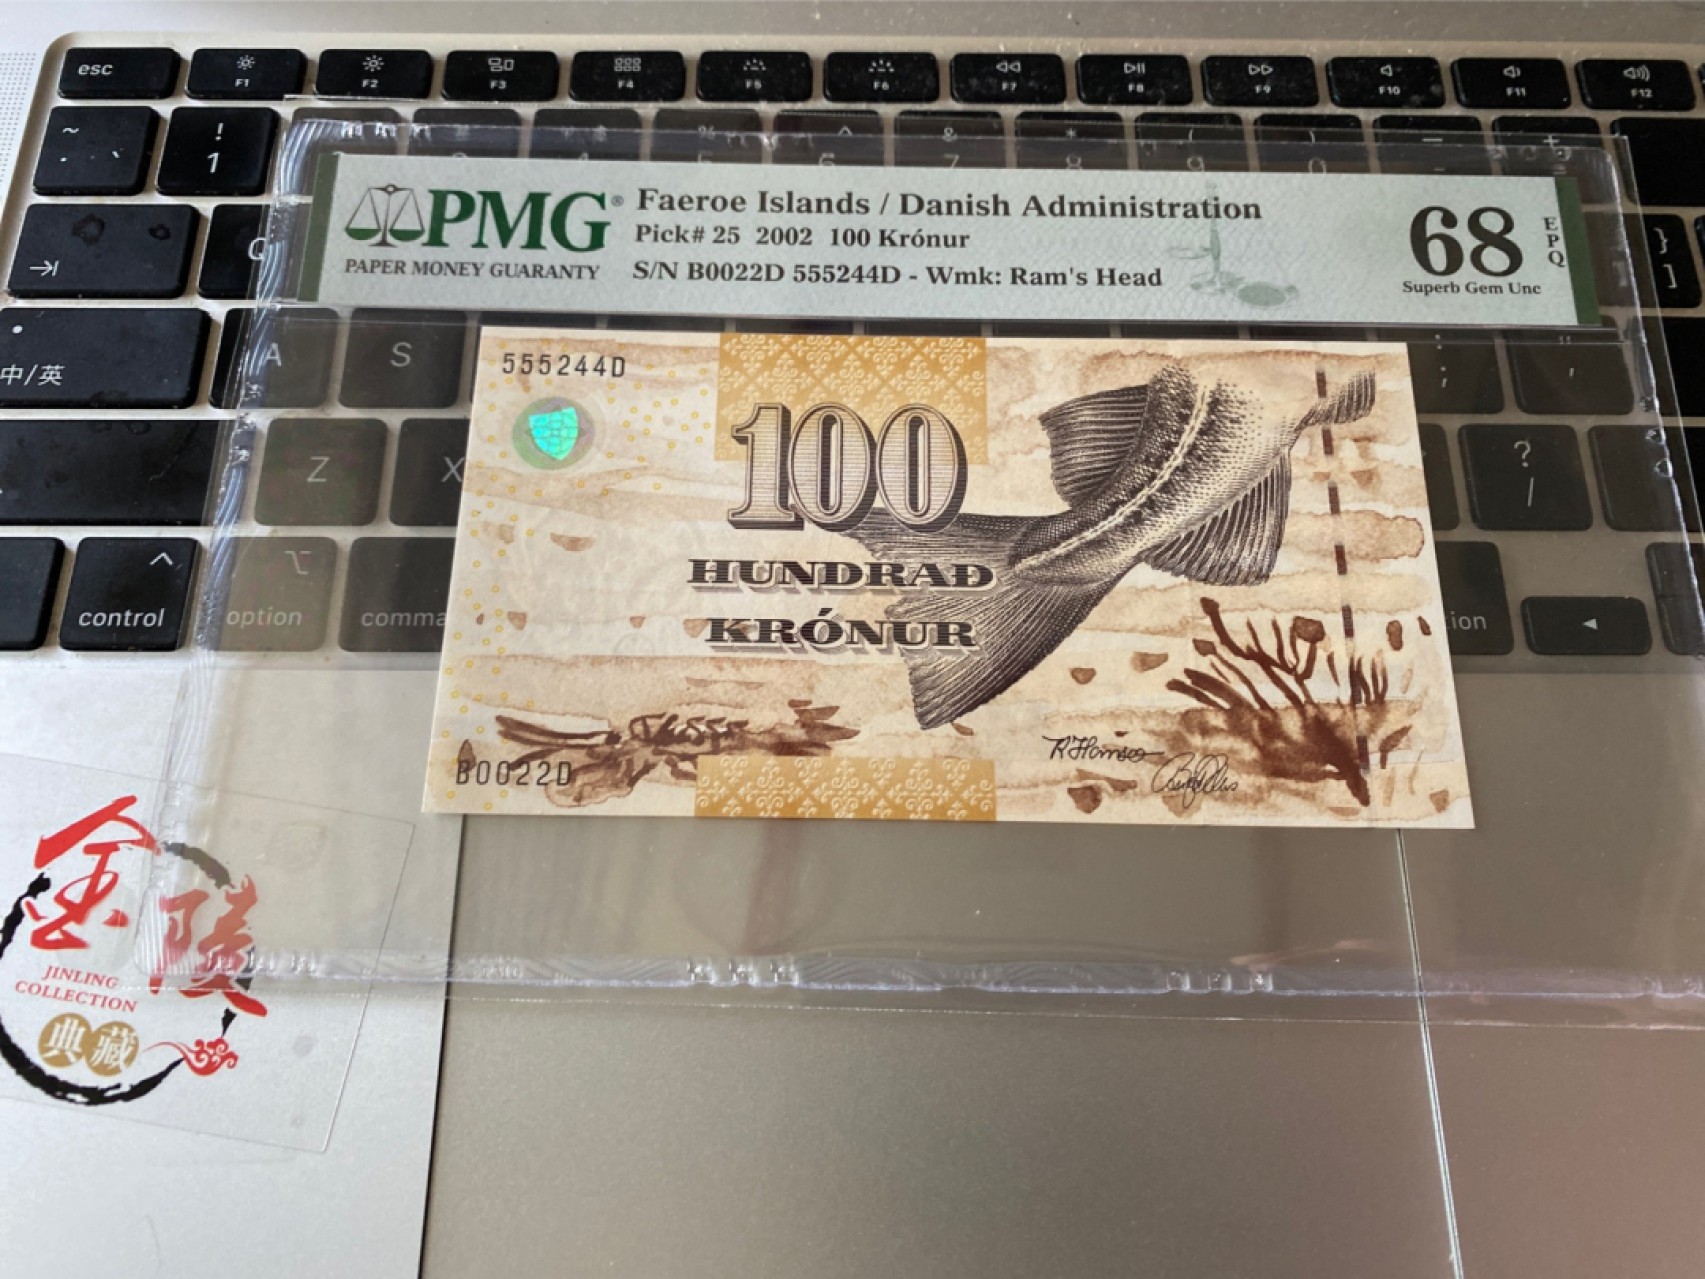 esc
F1
F2
F3
F4
F5
F6
F7
F8
F9
F10
F11
F12
~
`
!
1
PMG®
PAPER MONEY GUARANTY
Faeroe Islands / Danish Administration
Pick# 25 2002 100 Krónur
S/N B0022D 555244D - Wmk: Ram's Head
68
EPQ
Superb Gem Unc
Q
}
]
中/英
A
S
;
"
'
Z
X
?
/
control
option
comma
tion
555244D
100
HUNDRAÐ
KRÓNUR
B0022D
金陵
JINLING
COLLECTION
典藏